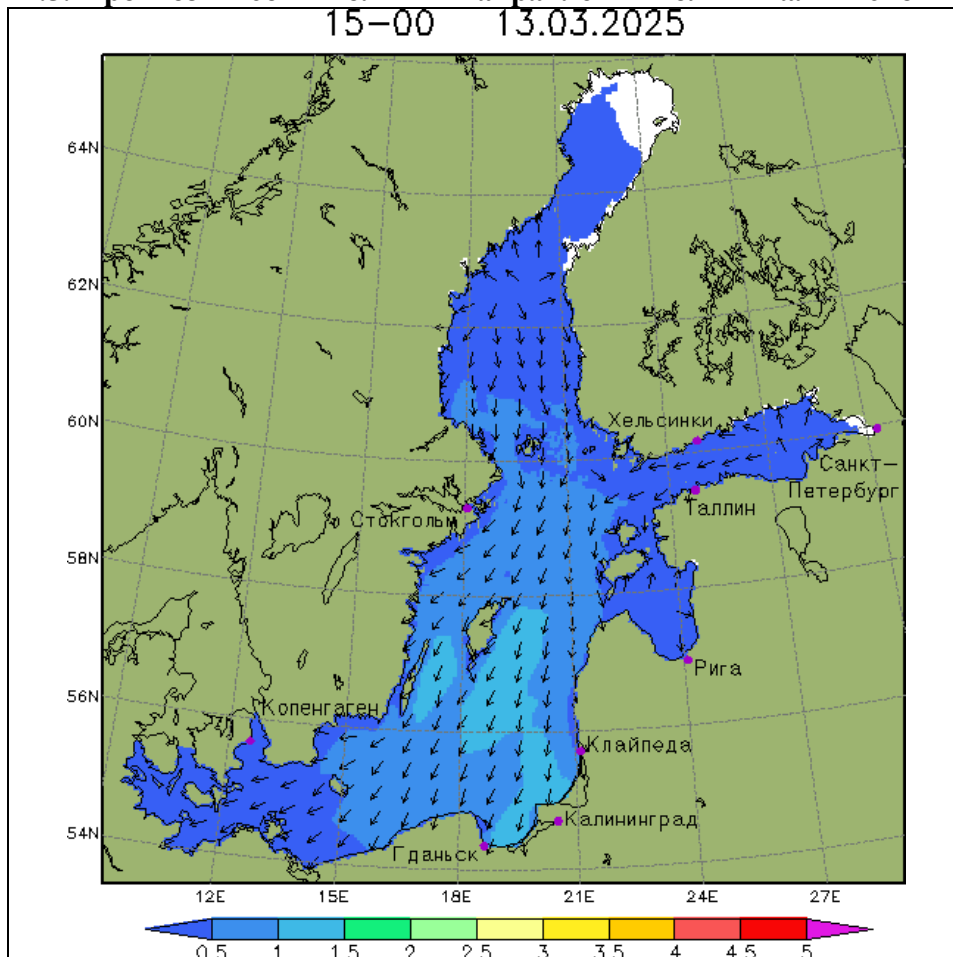 15-00 13.03.2025
64N
62N
60N
58N
56N
54N
Хельсинки
Санкт-
Петербург
Таллин
Стокгольм
Рига
Копенгаген
Клайпеда
Калининград
Гданьск
12E 15E 18E 21E 24E 27E
0.5 1 1.5 2 2.5 3 3.5 4 4.5 5